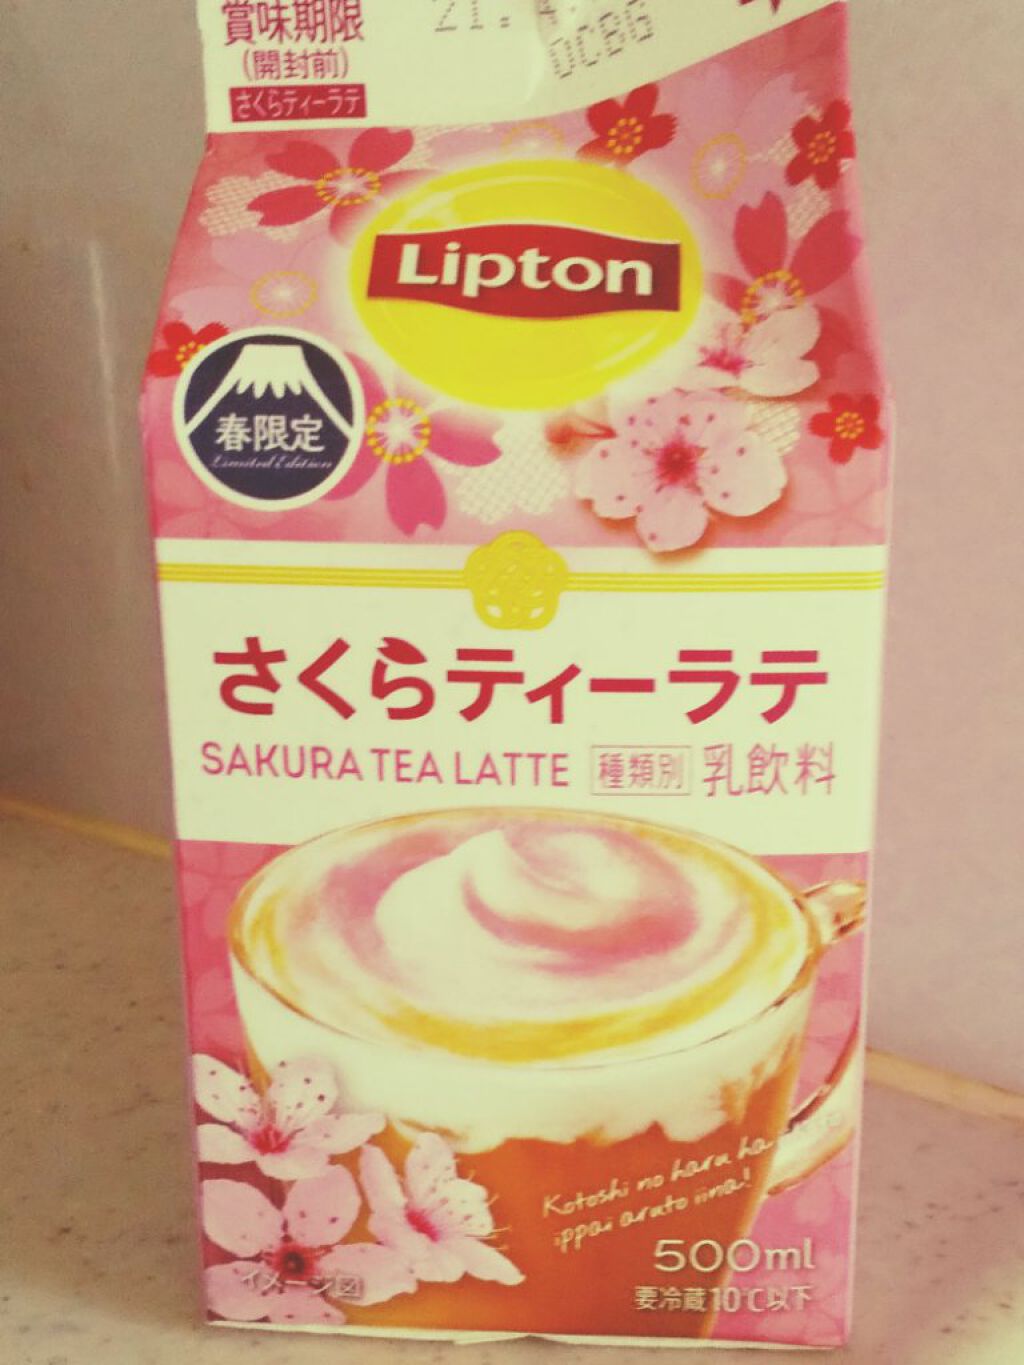 賞味期限
(開封前)
さくらティーラテ
21.
Lipton
春限定
Limited Edition
さくらティーラテ
SAKURA TEA LATTE 種類別 乳飲料
Kotoshi no haru ha
ippai aruto iina!
500ml
要冷蔵10℃以下
イメージ図